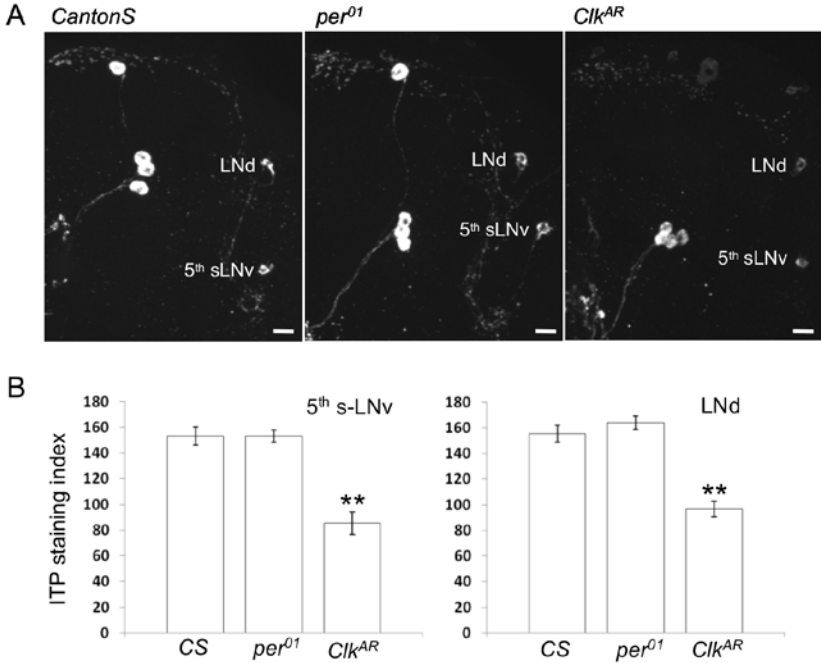 A
CantonS
per⁰¹
Clkᴬᴿ
LNd
5ᵗʰ sLNv
LNd
5ᵗʰ sLNv
LNd
5ᵗʰ sLNv
B
ITP staining index
180
160
140
120
100
80
60
40
20
0
5ᵗʰ s-LNv
**
CS
per⁰¹
Clkᴬᴿ
180
160
140
120
100
80
60
40
20
0
LNd
**
CS
per⁰¹
Clkᴬᴿ